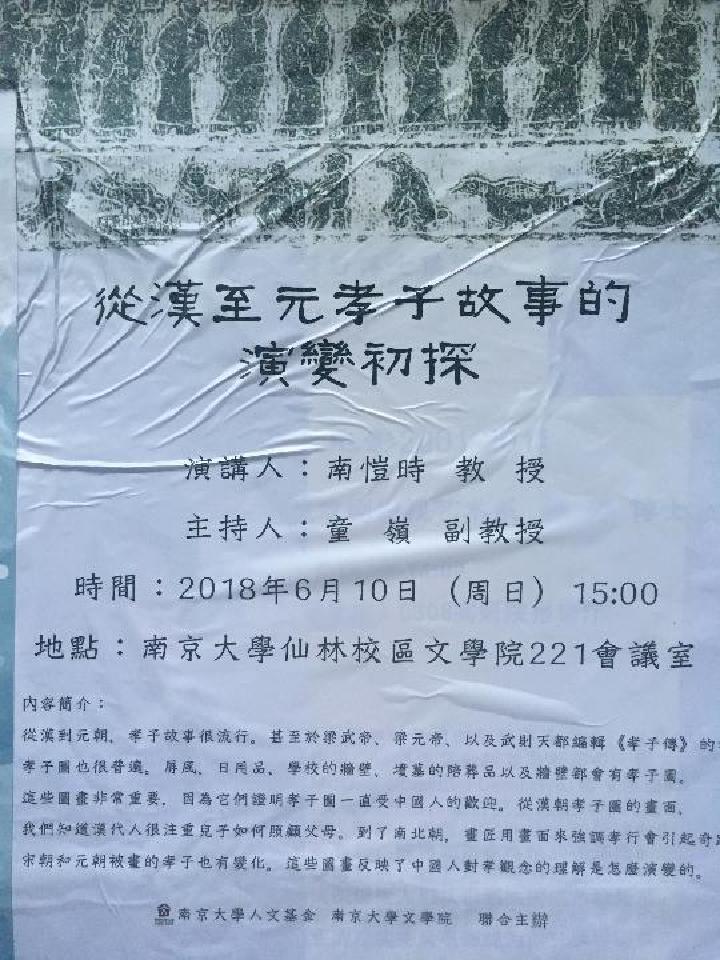 從漢至元孝子故事的
演變初探
演講人：南愷時 教 授
主持人：童 嶺 副教授
時間：2018年6月10日（周日） 15:00
地點：南京大學仙林校區文學院221會議室
內容簡介：
從漢到元朝，孝子故事很流行。甚至於梁武帝、梁元帝、以及武則天都編輯《孝子傳》的
孝子圖也很普遍。屏風、日用品、學校的牆壁、墳墓的陪葬品以及牆壁都會有孝子圖。
這些圖畫非常重要，因為它們證明孝子圖一直受中國人的歡迎。從漢朝孝子圖的畫面，
我們知道漢代人很注重兒子如何照顧父母。到了南北朝，畫匠用畫面來強調孝行會引起奇
宋朝和元朝被畫的孝子也有變化。這些圖畫反映了中國人對孝觀念的理解是怎麼演變的。
南京大學人文基金 南京大學文學院 聯合主辦